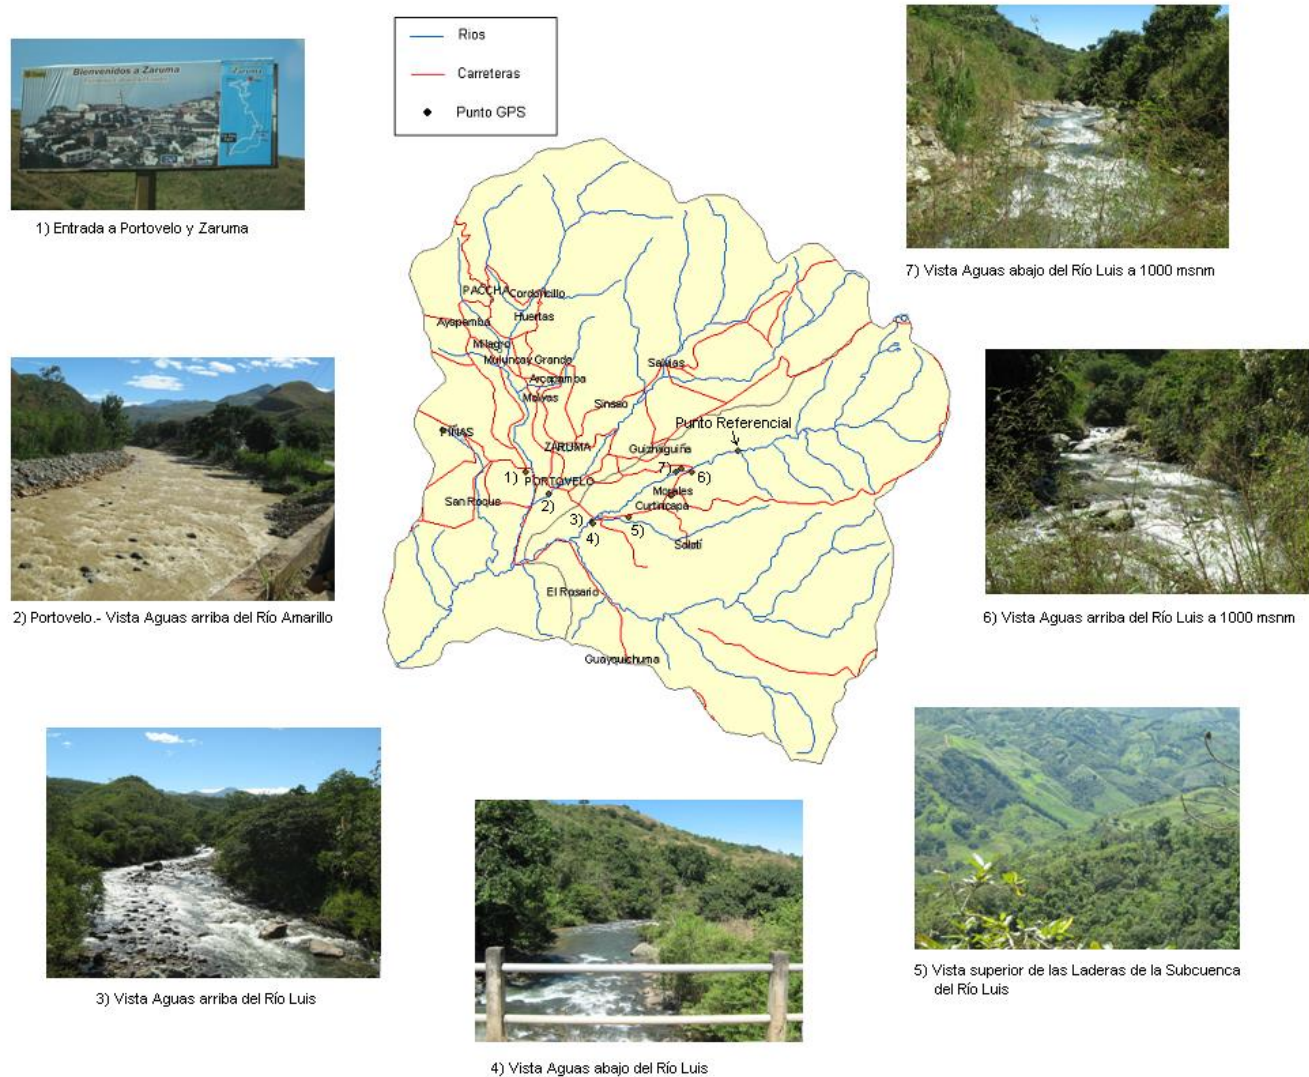 Rios
Carreteras
Punto GPS
Bienvenidos a Zaruma
Zaruma
1) Entrada a Portovelo y Zaruma
7) Vista Aguas abajo del Río Luis a 1000 msnm
PACCHA
Cordoncillo
Huertas
Ayapamba
Milagro
Muluncay Grande
Arcapamba
Malvas
Salvias
Sinsao
Punto Referencial
PIÑAS
ZARUMA
Guizhaguiña
1)
PORTOVELO
7)
6)
San Roque
2)
Morales
Curtincapa
3)
5)
4)
Salatí
El Rosario
Guayquichuma
2) Portovelo.- Vista Aguas arriba del Río Amarillo
6) Vista Aguas arriba del Río Luis a 1000 msnm
3) Vista Aguas arriba del Río Luis
5) Vista superior de las Laderas de la Subcuenca
del Río Luis
4) Vista Aguas abajo del Río Luis